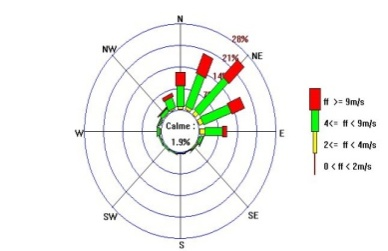 N
28%
NW
NE
21%
14%
7%
ff >= 9m/s
4<= ff < 9m/s
W
Calme :
E
1.9%
2<= ff < 4m/s
0 < ff < 2m/s
SW
SE
S